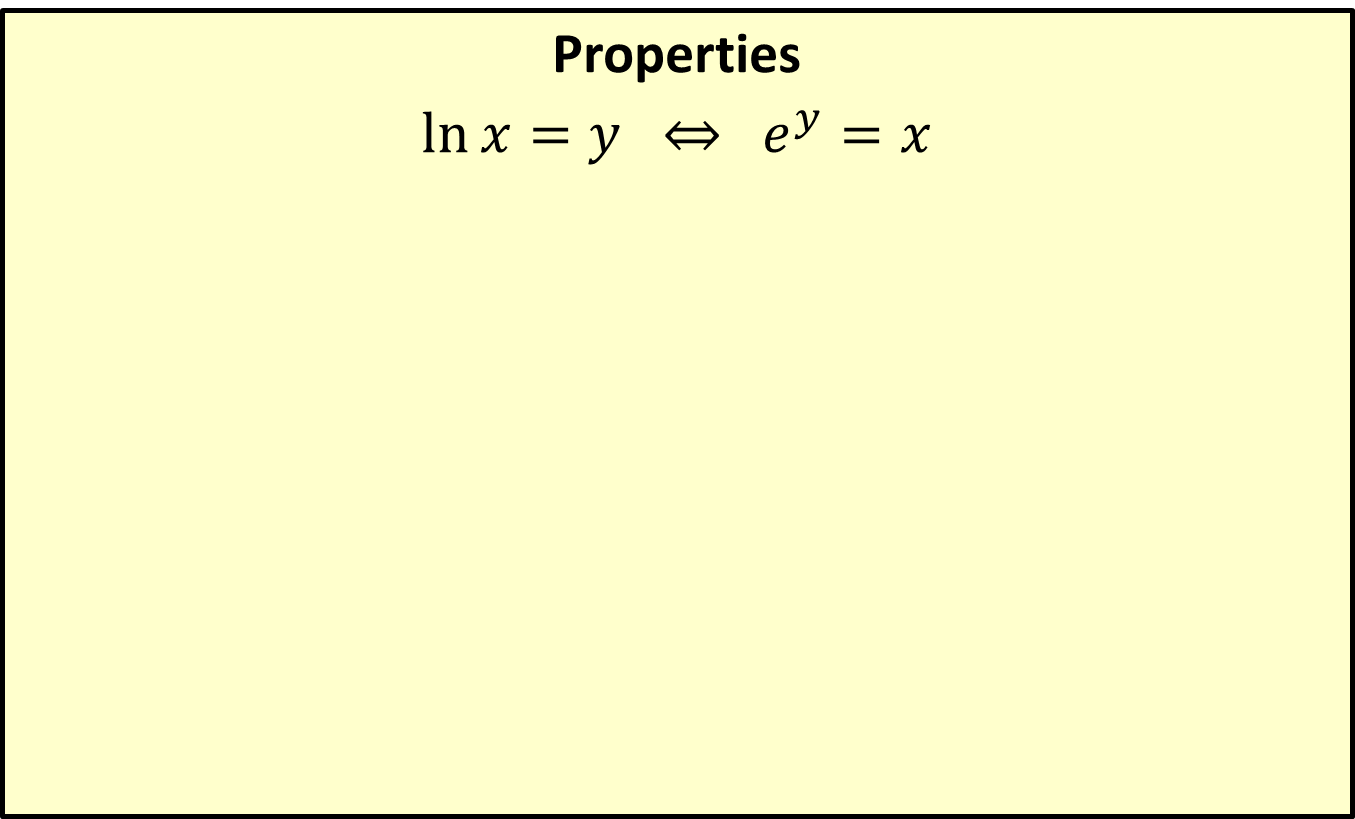 Properties
ln x = y ⇔ e^y = x